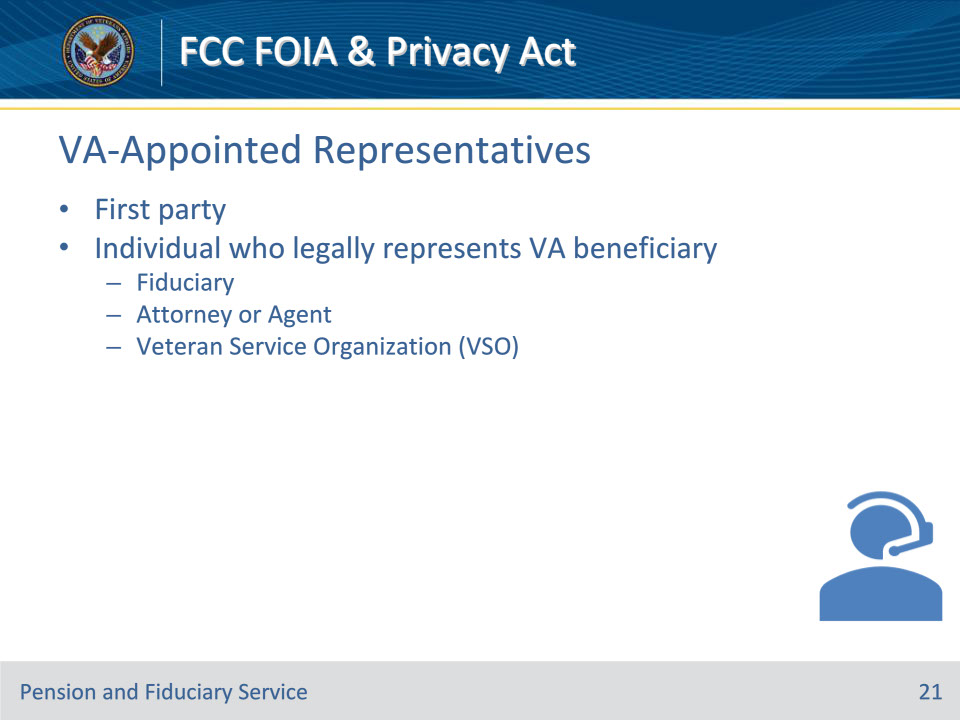 FCC FOIA & Privacy Act
VA-Appointed Representatives
• First party
• Individual who legally represents VA beneficiary
– Fiduciary
– Attorney or Agent
– Veteran Service Organization (VSO)
Pension and Fiduciary Service
21